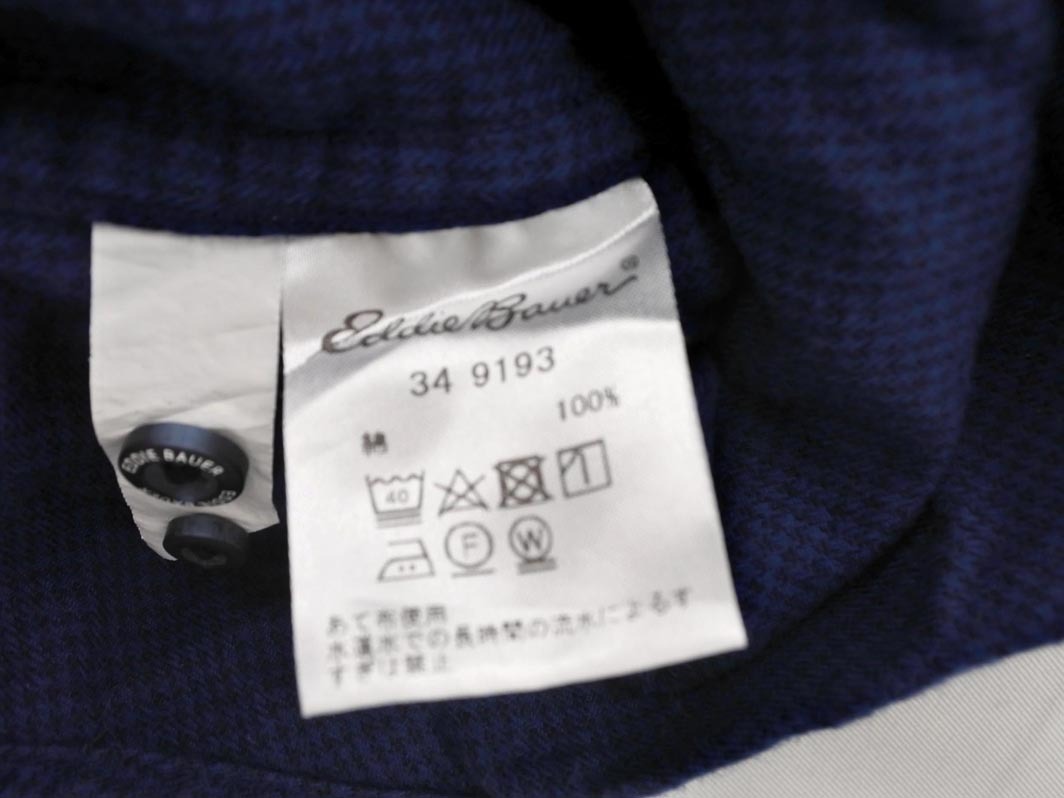 Eddie Bauer®
34 9193
綿 100%
40
F W
あて布使用
水道水での長時間の流水によるす
すぎは禁止
EDDIE BAUER